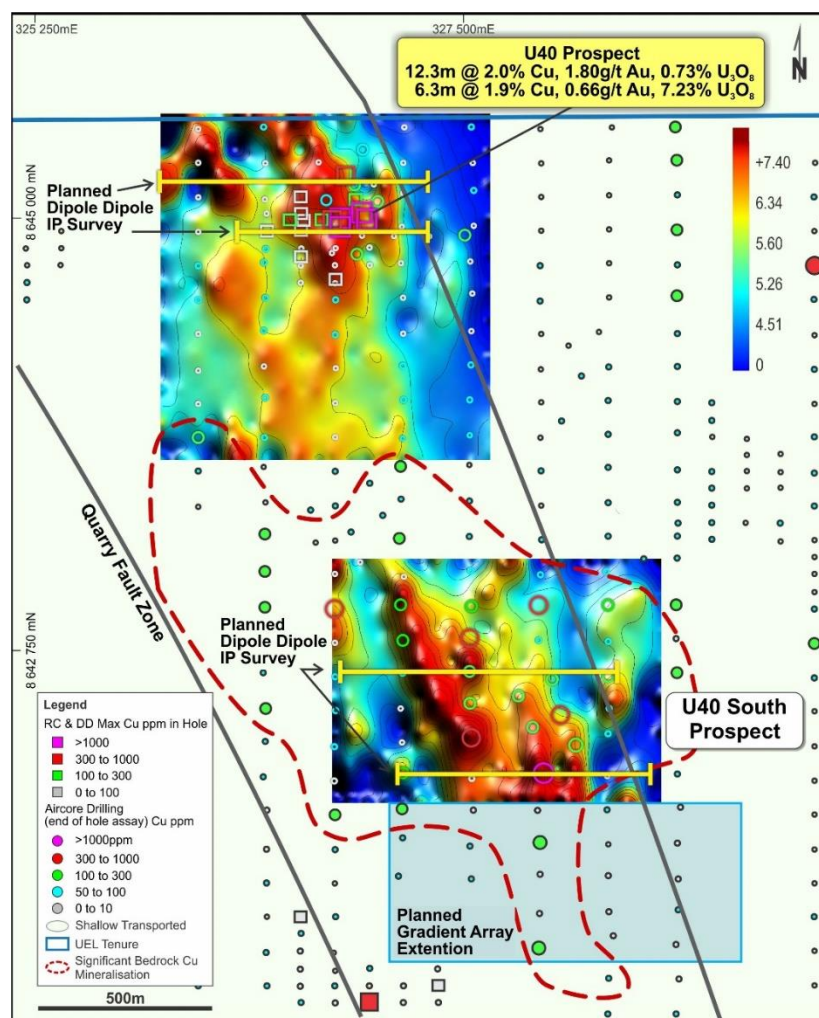 325 250mE
327 500mE
U40 Prospect
12.3m @ 2.0% Cu, 1.80g/t Au, 0.73% U₃O₈
6.3m @ 1.9% Cu, 0.66g/t Au, 7.23% U₃O₈
N
8 645 000 mN
Planned
Dipole Dipole
IP Survey
+7.40
6.34
5.60
5.26
4.51
0
Quarry Fault Zone
8 642 750 mN
Planned
Dipole Dipole
IP Survey
U40 South
Prospect
Legend
RC & DD Max Cu ppm in Hole
>1000
300 to 1000
100 to 300
0 to 100
Aircore Drilling
(end of hole assay) Cu ppm
>1000ppm
300 to 1000
100 to 300
50 to 100
0 to 10
Shallow Transported
UEL Tenure
Significant Bedrock Cu
Mineralisation
500m
Planned
Gradient Array
Extention